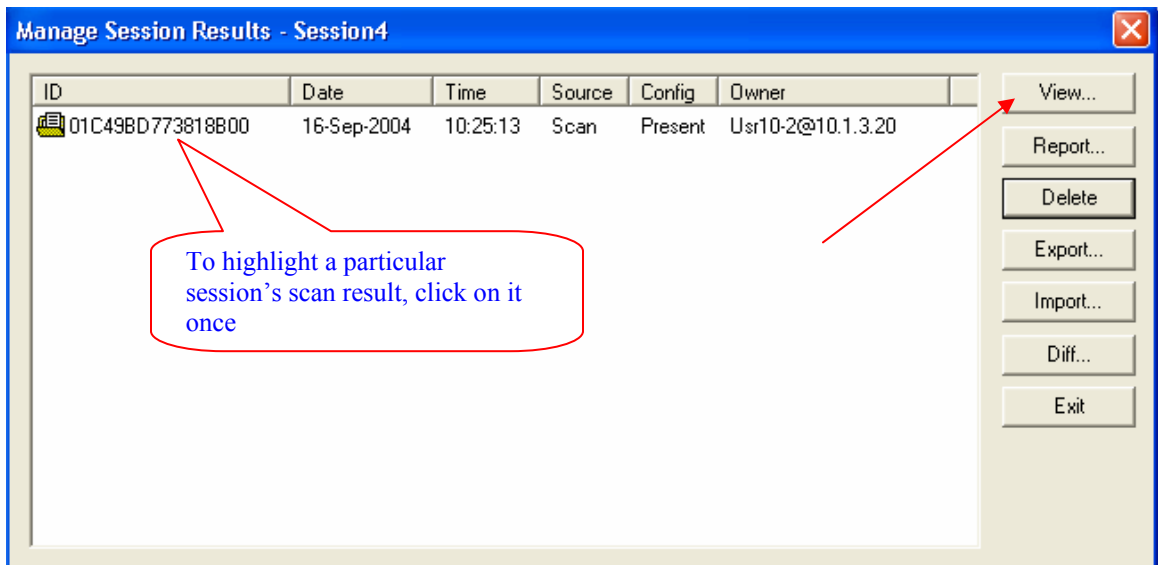 Manage Session Results - Session4
ID Date Time Source Config Owner
01C49BD773818B00 16-Sep-2004 10:25:13 Scan Present Usr10-2@10.1.3.20
To highlight a particular
session’s scan result, click on it
once
View...
Report...
Delete
Export...
Import...
Diff...
Exit